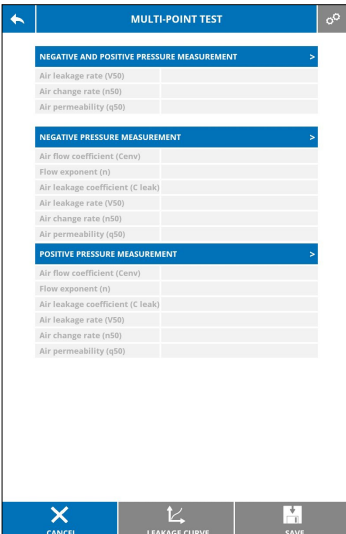 MULTI-POINT TEST
NEGATIVE AND POSITIVE PRESSURE MEASUREMENT >
Air leakage rate (V50)
Air change rate (n50)
Air permeability (q50)
NEGATIVE PRESSURE MEASUREMENT >
Air flow coefficient (Cenv)
Flow exponent (n)
Air leakage coefficient (C leak)
Air leakage rate (V50)
Air change rate (n50)
Air permeability (q50)
POSITIVE PRESSURE MEASUREMENT >
Air flow coefficient (Cenv)
Flow exponent (n)
Air leakage coefficient (C leak)
Air leakage rate (V50)
Air change rate (n50)
Air permeability (q50)
CANCEL LEAKAGE CURVE SAVE